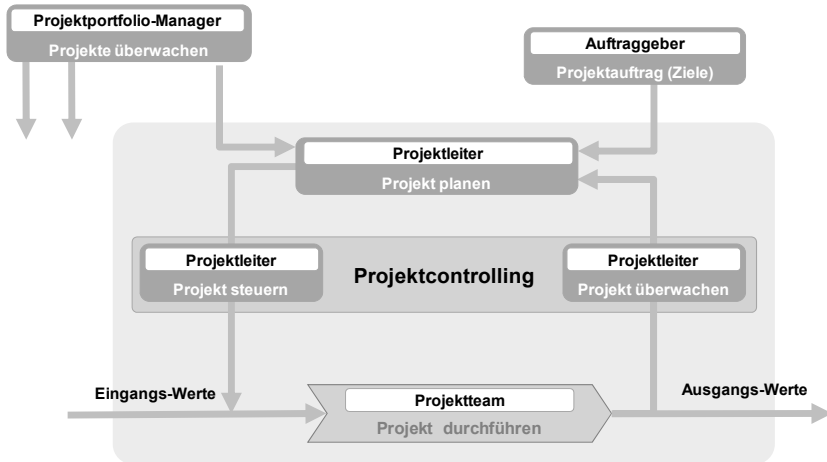 Projektportfolio-Manager
Projekte überwachen
Auftraggeber
Projektauftrag (Ziele)
Projektleiter
Projekt planen
Projektleiter
Projekt steuern
Projektcontrolling
Projektleiter
Projekt überwachen
Eingangs-Werte
Projektteam
Projekt durchführen
Ausgangs-Werte